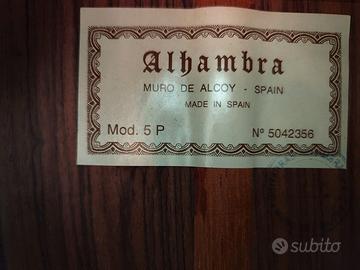 Alhambra
MURO DE ALCOY - SPAIN
MADE IN SPAIN
Mod. 5 P
Nº 5042356
subito